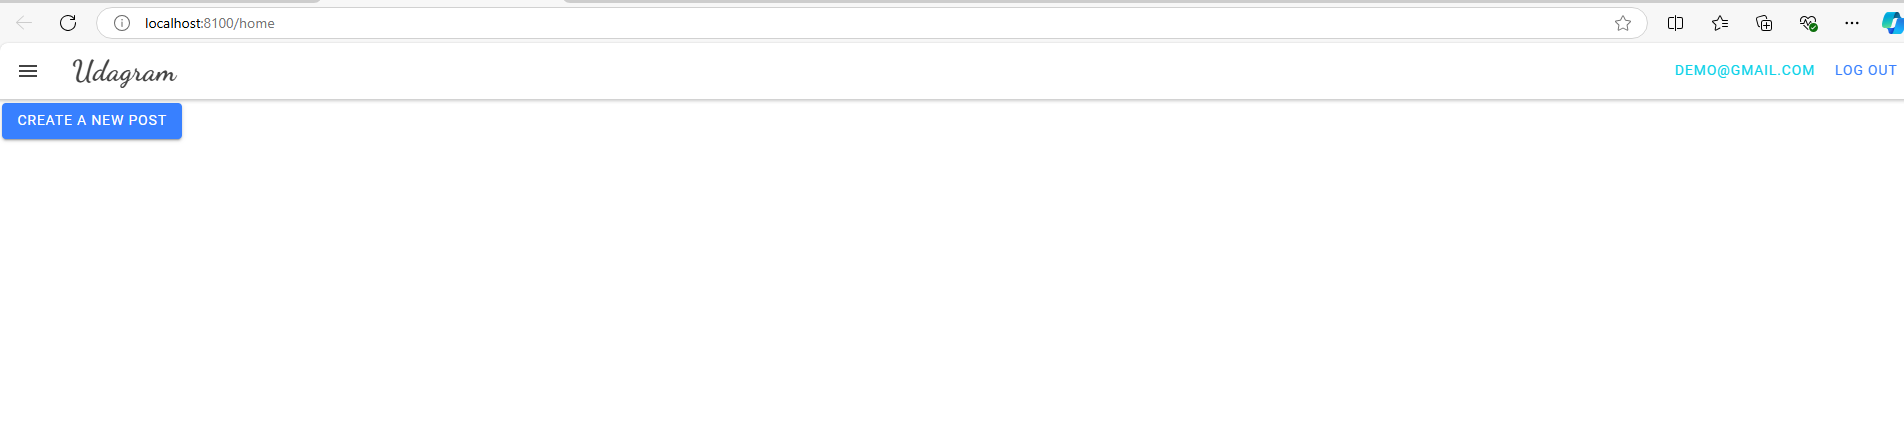 localhost:8100/home
Udagram
DEMO@GMAIL.COM LOG OUT
CREATE A NEW POST